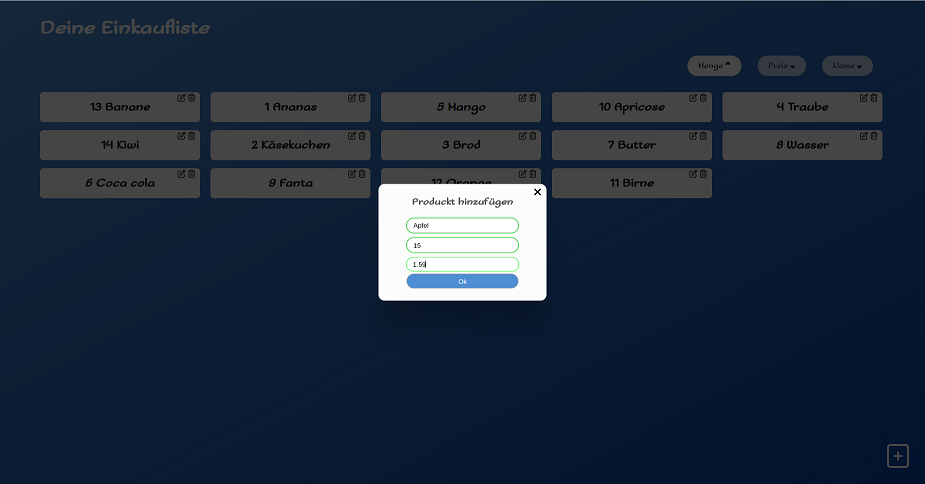 Deine Einkaufliste
Menge Preis Name
13 Banane 1 Ananas 5 Mango 10 Apricose 4 Traube
14 Kiwi 2 Käsekuchen 3 Brod 7 Butter 8 Wasser
6 Coca cola 9 Fanta 12 Orange 11 Birne
Produckt hinzufügen
Apfel
15
1.59
Ok